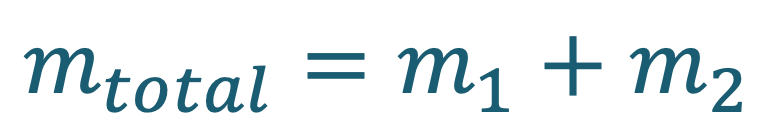 m_total = m_1 + m_2